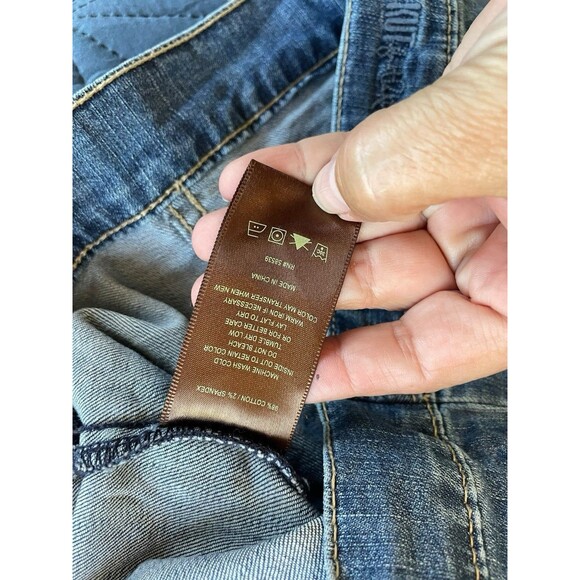 98% COTTON / 2% SPANDEX
MACHINE WASH COLD
INSIDE OUT TO RETAIN COLOR
DO NOT BLEACH
TUMBLE DRY LOW
OR FOR BETTER CARE
LAY FLAT TO DRY
WARM IRON IF NECESSARY
COLOR MAY TRANSFER WHEN NEW
MADE IN CHINA
RN# 58539